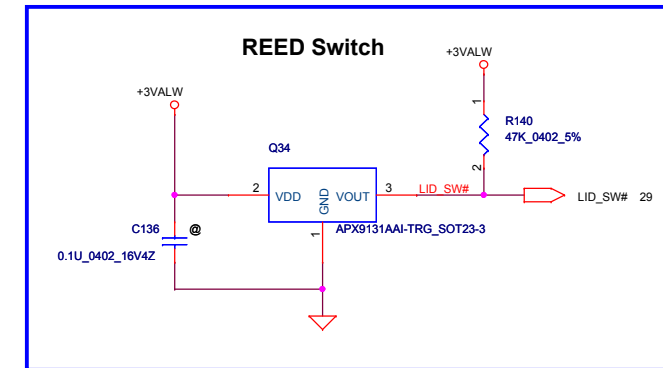 REED Switch
+3VALW
+3VALW
1
R140
47K_0402_5%
2
Q34
2
VDD
GND
VOUT
3
LID_SW#
LID_SW# 29
1
APX9131AAI-TRG_SOT23-3
C136
@
0.1U_0402_16V4Z